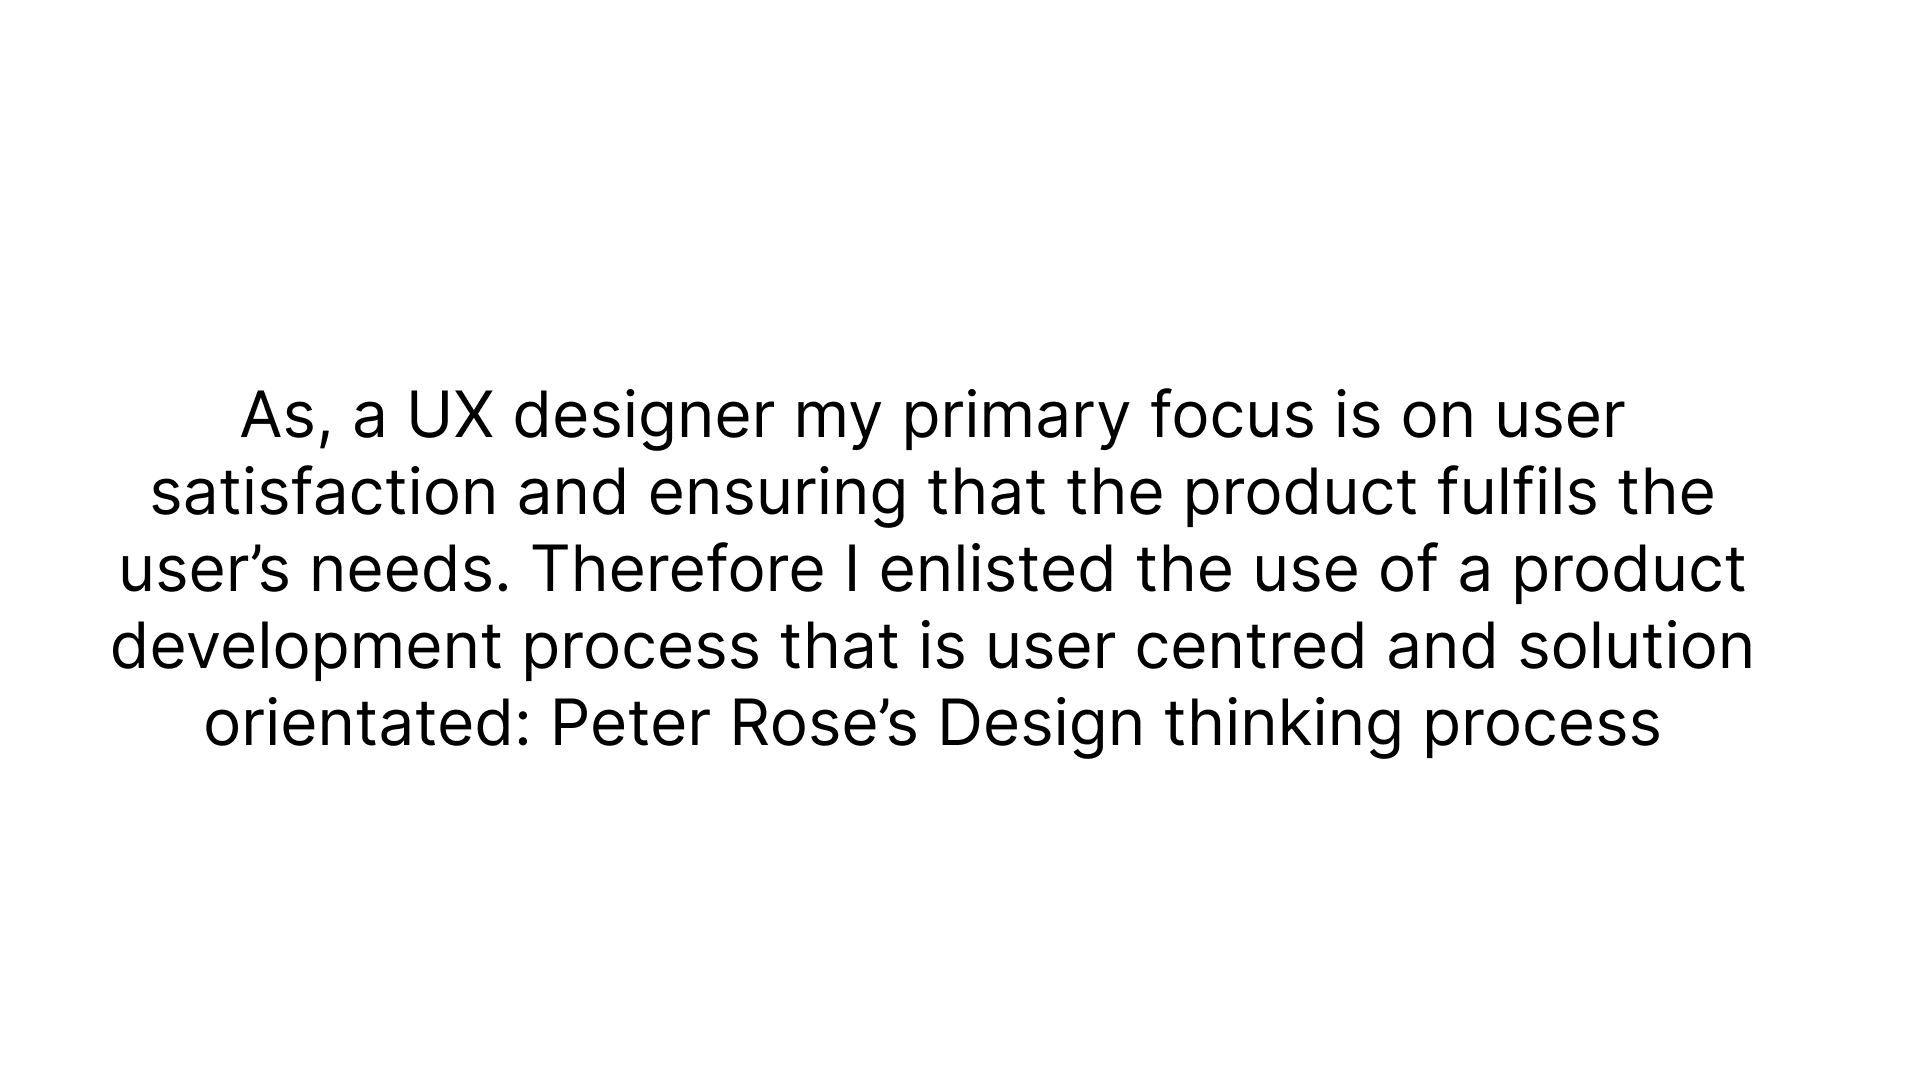 As, a UX designer my primary focus is on user
satisfaction and ensuring that the product fulfils the
user’s needs. Therefore I enlisted the use of a product
development process that is user centred and solution
orientated: Peter Rose’s Design thinking process